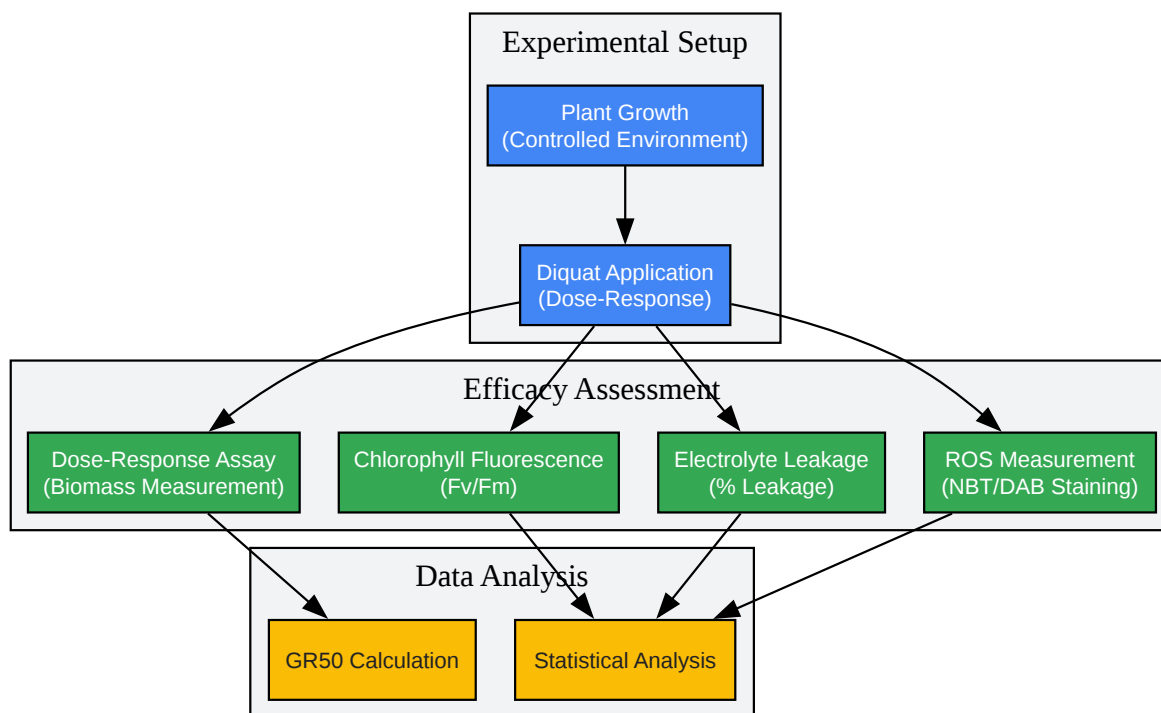 Experimental Setup
Plant Growth
(Controlled Environment)
Diquat Application
(Dose-Response)
Efficacy Assessment
Dose-Response Assay
(Biomass Measurement)
Chlorophyll Fluorescence
(Fv/Fm)
Electrolyte Leakage
(% Leakage)
ROS Measurement
(NBT/DAB Staining)
Data Analysis
GR50 Calculation
Statistical Analysis